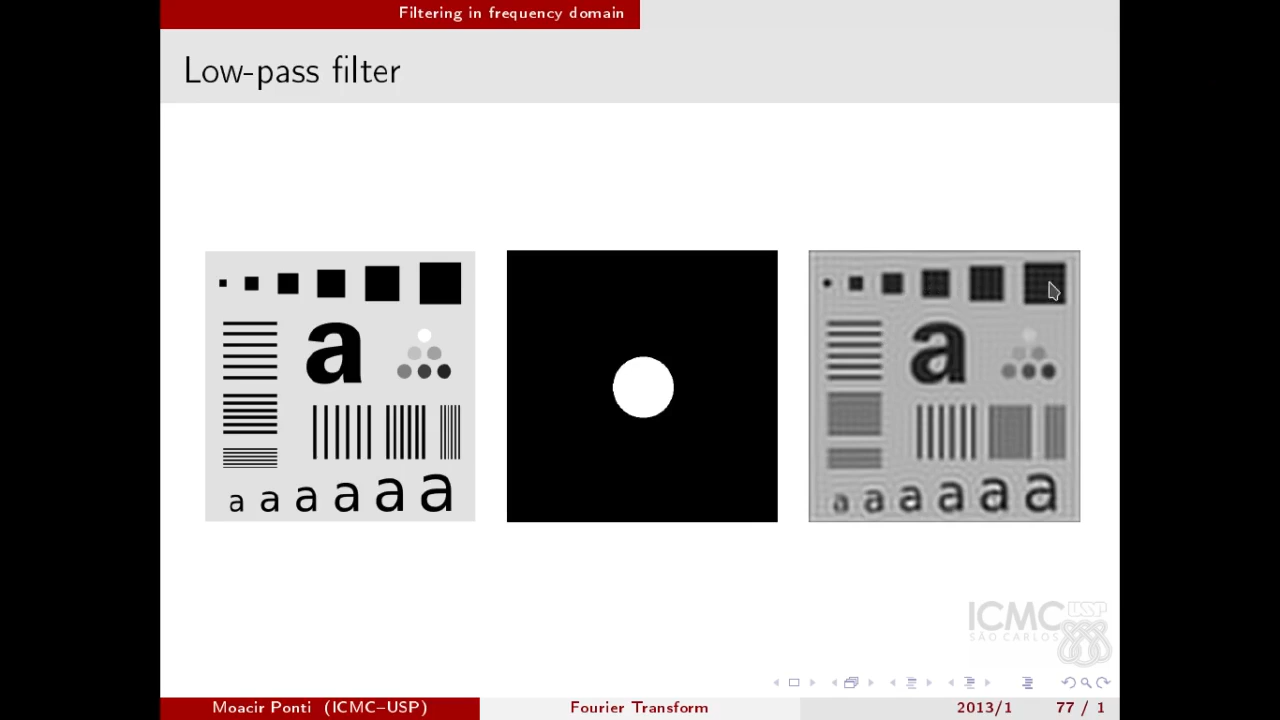 Filtering in frequency domain
Low-pass filter
a
a a a a a a
a
a a a a a a
ICMC USP
SÃO CARLOS
Moacir Ponti (ICMC–USP) Fourier Transform 2013/1 77 / 1